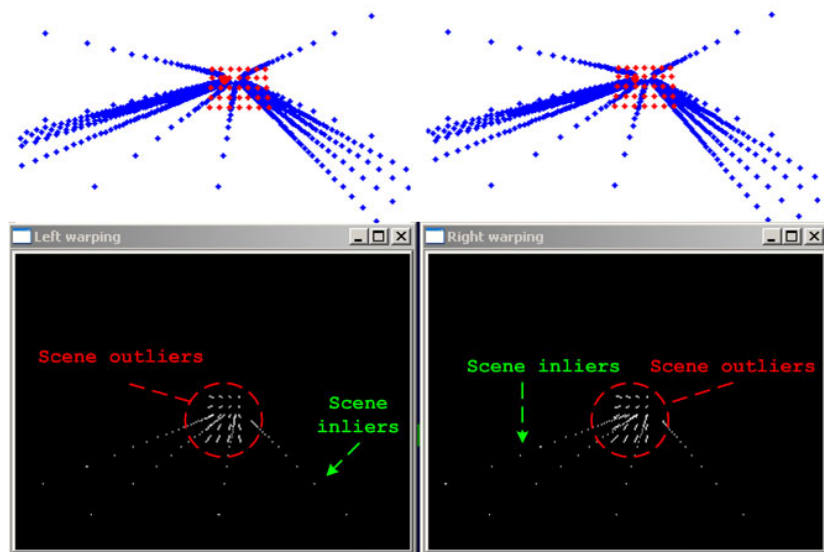 Left warping
Scene outliers
Scene
inliers
Right warping
Scene inliers
Scene outliers